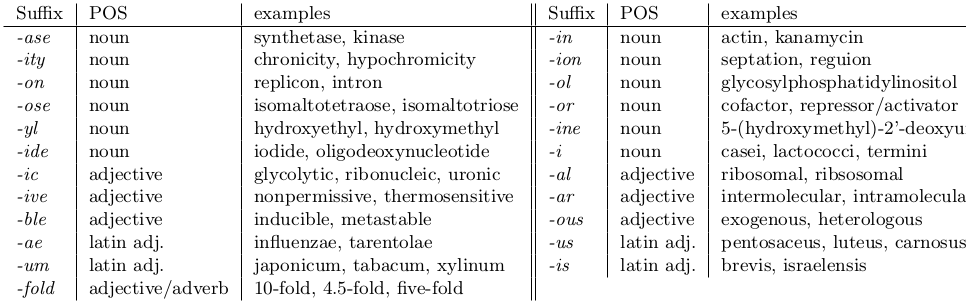 Suffix POS examples Suffix POS examples
-ase noun synthetase, kinase -in noun actin, kanamycin
-ity noun chronicity, hypochromicity -ion noun septation, reguion
-on noun replicon, intron -ol noun glycosylphosphatidylinositol
-ose noun isomaltotetraose, isomaltotriose -or noun cofactor, repressor/activator
-yl noun hydroxyethyl, hydroxymethyl -ine noun
-ide noun iodide, oligodeoxynucleotide -i noun casei, lactococci, termini
-ic adjective glycolytic, ribonucleic, uronic -al adjective ribosomal, ribsosomal
-ive adjective nonpermissive, thermosensitive -ar adjective intermolecular,
-ble adjective inducible, metastable -ous adjective exogenous, heterologous
-ae latin adj. influenzae, tarentolae -us latin adj. pentosaceus, luteus, carnosus
-um latin adj. japonicum, tabacum, xylinum -is latin adj. brevis, israelensis
-fold adjective/adverb 10-fold, 4.5-fold, five-fold